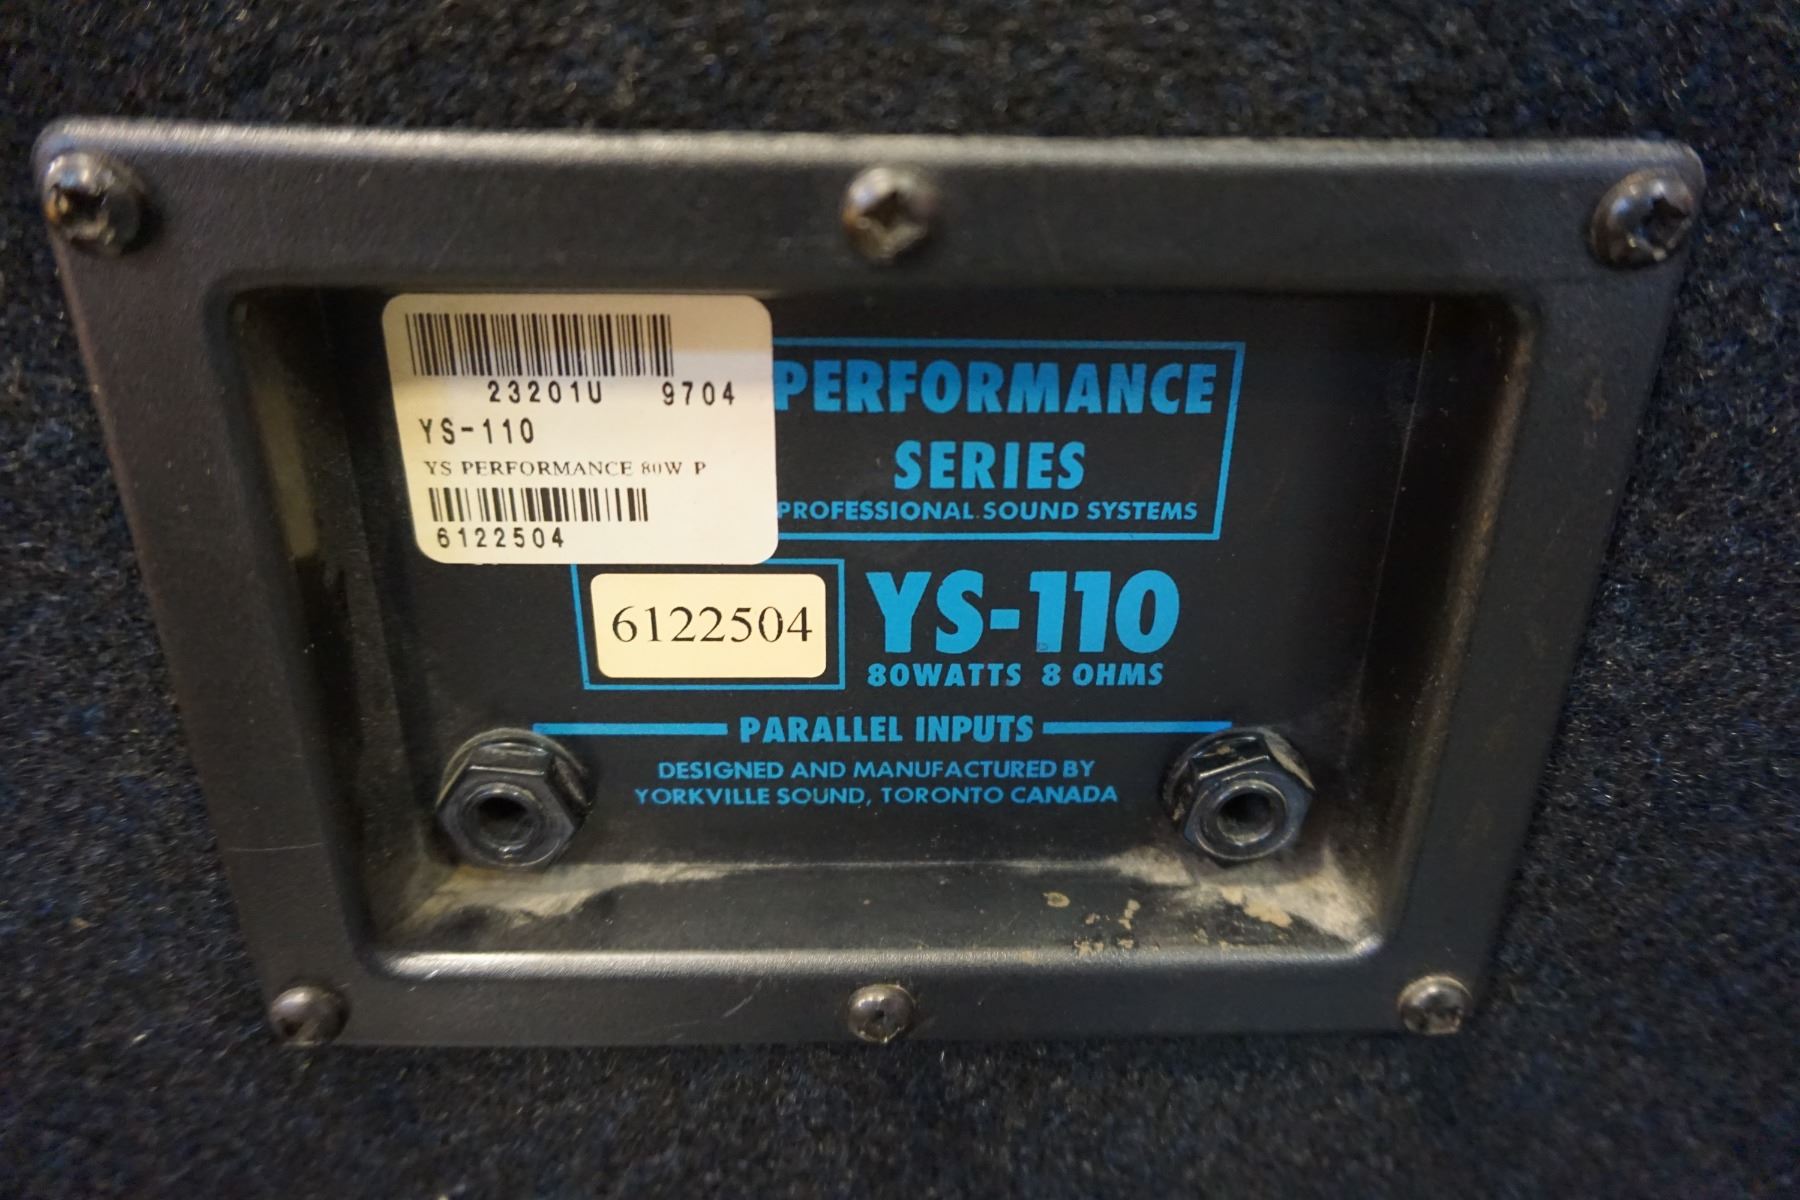 23201U 9704
YS-110
YS PERFORMANCE 80W P
6122504
PERFORMANCE
SERIES
PROFESSIONAL SOUND SYSTEMS
6122504
YS-110
80WATTS 8 OHMS
PARALLEL INPUTS
DESIGNED AND MANUFACTURED BY
YORKVILLE SOUND, TORONTO CANADA